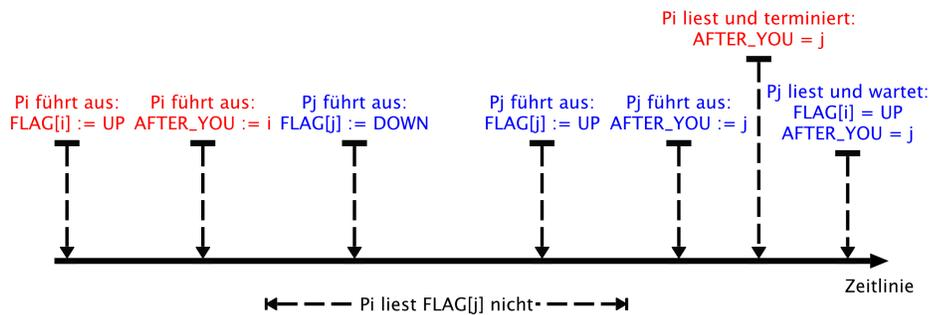 Pi liest und terminiert:
AFTER_YOU = j
Pi führt aus:
FLAG[i] := UP
Pi führt aus:
AFTER_YOU := i
Pj führt aus:
FLAG[j] := DOWN
Pj führt aus:
FLAG[j] := UP
Pj führt aus:
AFTER_YOU := j
Pj liest und wartet:
FLAG[i] = UP
AFTER_YOU = j
Zeitlinie
Pi liest FLAG[j] nicht